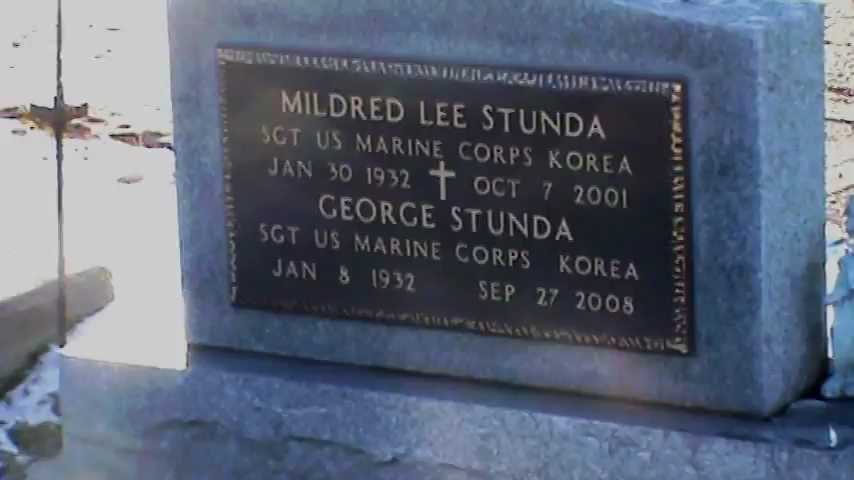 MILDRED LEE STUNDA
SGT US MARINE CORPS KOREA
JAN 30 1932 OCT 7 2001
GEORGE STUNDA
SGT US MARINE CORPS KOREA
JAN 8 1932 SEP 27 2008